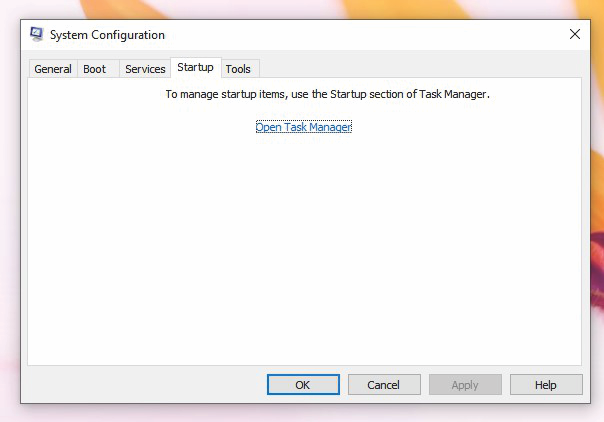 System Configuration
General Boot Services Startup Tools
To manage startup items, use the Startup section of Task Manager.
Open Task Manager
OK Cancel Apply Help